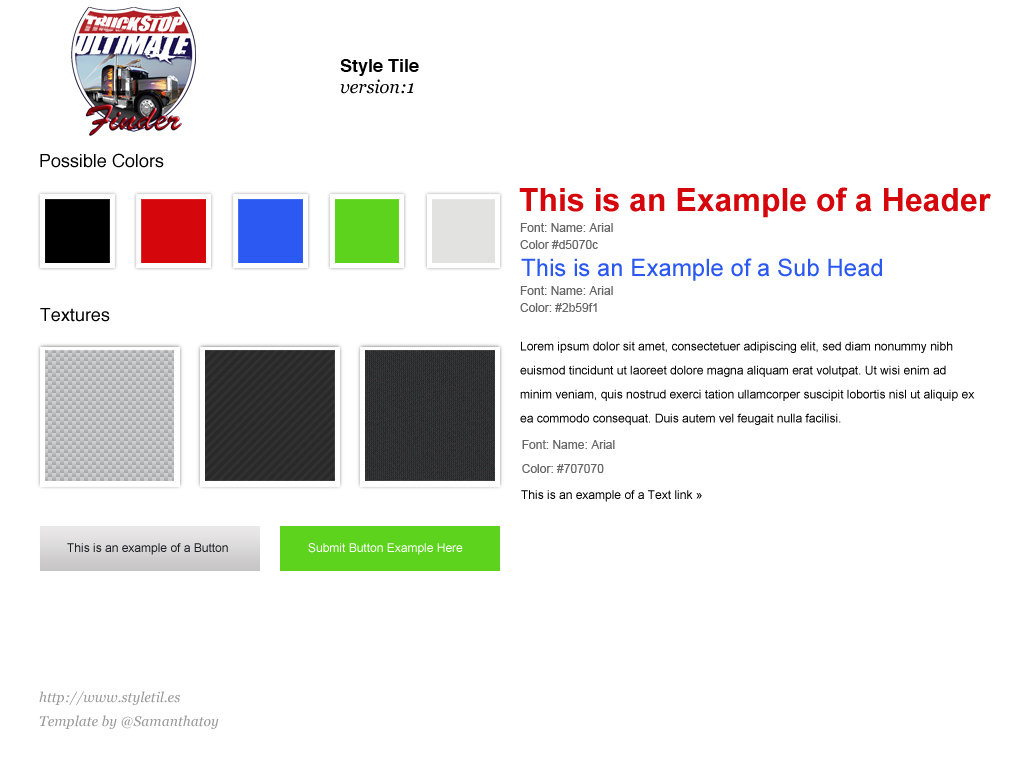 TRUCKSTOP
ULTIMATE
Finder
Style Tile
version:1
Possible Colors
Textures
This is an example of a Button
Submit Button Example Here
This is an Example of a Header
Font: Name: Arial
Color #d5070c
This is an Example of a Sub Head
Font: Name: Arial
Color: #2b59f1
Lorem ipsum dolor sit amet, consectetuer adipiscing elit, sed diam nonummy nibh
euismod tincidunt ut laoreet dolore magna aliquam erat volutpat. Ut wisi enim ad
minim veniam, quis nostrud exerci tation ullamcorper suscipit lobortis nisl ut aliquip ex
ea commodo consequat. Duis autem vel feugait nulla facilisi.
Font: Name: Arial
Color: #707070
This is an example of a Text link »
http://www.styletil.es
Template by @Samanthatoy